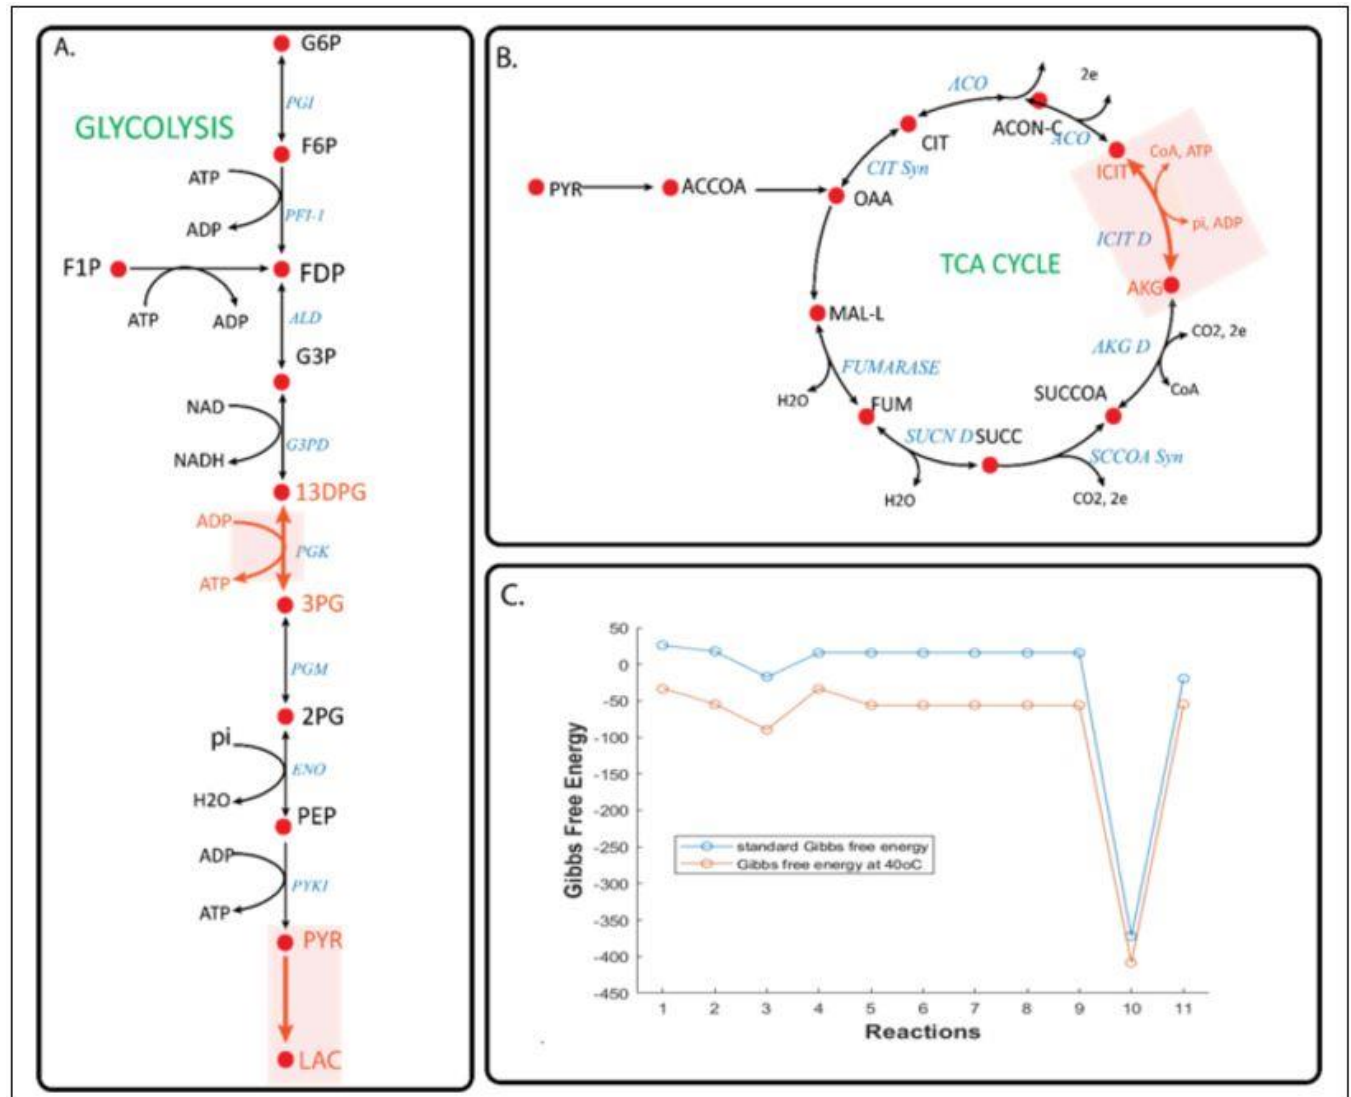 A.
G6P
PGI
GLYCOLYSIS
F6P
ATP
PFI-1
ADP
F1P
FDP
ATP
ADP
ALD
G3P
NAD
G3PD
NADH
13DPG
ADP
PGK
ATP
3PG
PGM
2PG
pi
ENO
H2O
PEP
ADP
PYKI
ATP
PYR
LAC
B.
2e
ACO
ACON-C
ACO
CIT
CIT Syn
PYR
ACCOA
OAA
ICIT
CoA, ATP
pi, ADP
ICIT D
AKG
TCA CYCLE
MAL-L
FUMARASE
H2O
FUM
SUCN D
SUCC
H2O
SUCCOA
SCCOA Syn
CO2, 2e
AKG D
CO2, 2e
CoA
C.
Gibbs Free Energy
50
0
-50
-100
-150
-200
-250
-300
-350
-400
-450
standard Gibbs free energy
Gibbs free energy at 40oC
1 2 3 4 5 6 7 8 9 10 11
Reactions